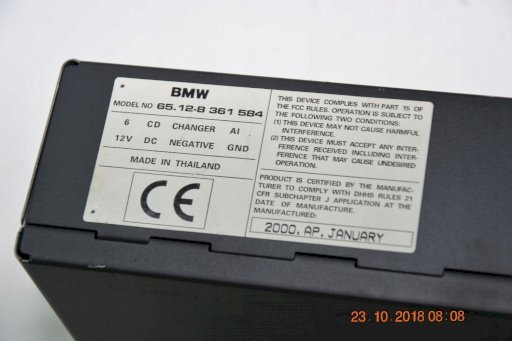 BMW
MODEL NO 65.12-8 361 584
6 CD CHANGER AI
12V DC NEGATIVE GND
MADE IN THAILAND
CE
THIS DEVICE COMPLIES WITH PART 15 OF
THE FCC RULES. OPERATION IS SUBJECT TO
THE FOLLOWING TWO CONDITIONS:
(1) THIS DEVICE MAY NOT CAUSE HARMFUL
INTERFERENCE.
(2) THIS DEVICE MUST ACCEPT ANY INTER-
FERENCE RECEIVED INCLUDING INTER-
FERENCE THAT MAY CAUSE UNDESIRED
OPERATION.
PRODUCT IS CERTIFIED BY THE MANUFAC-
TURER TO COMPLY WITH DHHS RULES 21
CFR SUBCHAPTER J APPLICATION AT THE
DATE OF MANUFACTURE.
MANUFACTURED:
2000. AP. JANUARY
23.10.2018 08:08